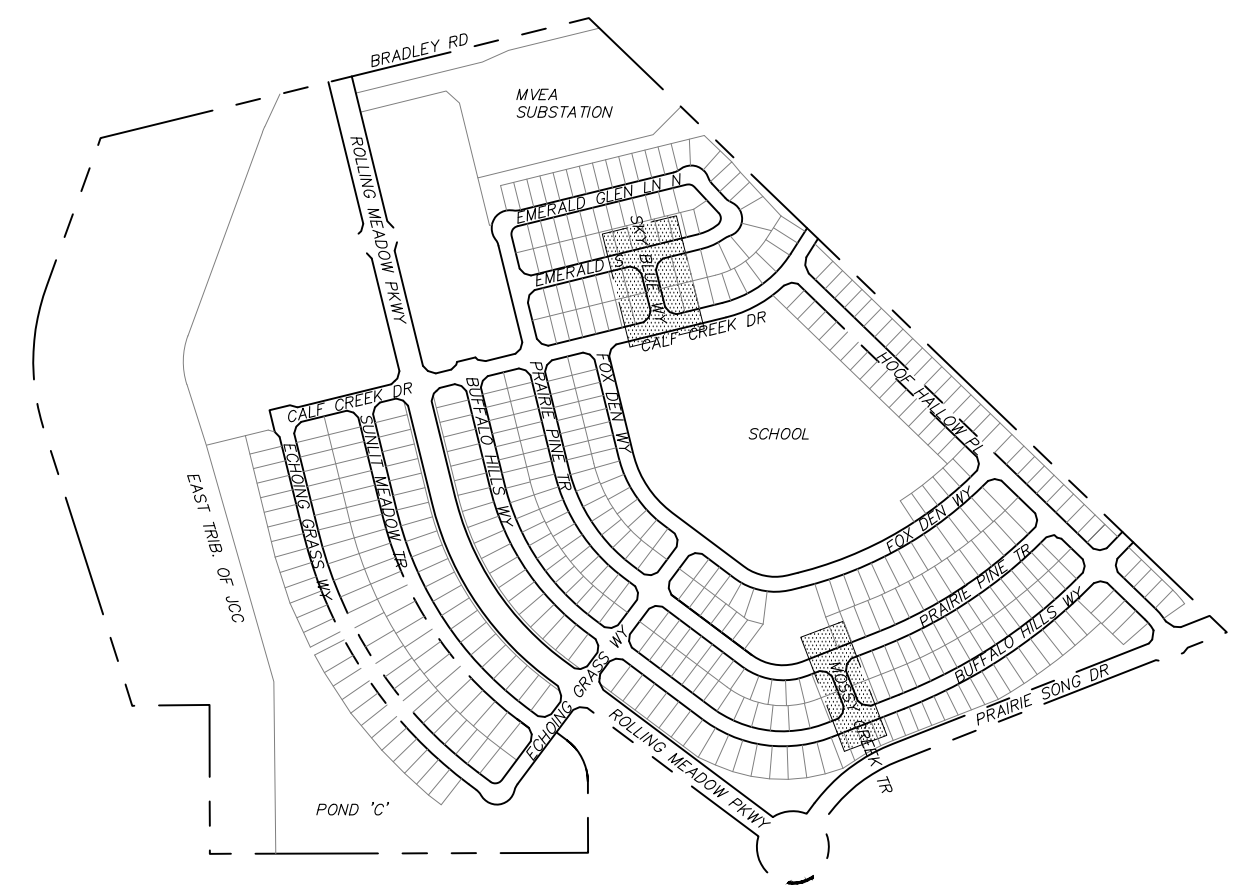 BRADLEY RD
MVEA
SUBSTATION
ROLLING MEADOW PKWY
EMERALD GLEN LN N
SKY BLUE WY
EMERALD S
CALF CREEK DR
CALF CREEK DR
HOOF HALLOW PL
BUFFALO HILLS WY
PRAIRIE PINE TR
FOX DEN WY
SUNLIT MEADOW TR
ECHOING GRASS WY
SCHOOL
EAST TRIB. OF JCC
FOX DEN WY
PRAIRIE PINE TR
BUFFALO HILLS WY
ECHOING GRASS WY
MOSSY CREEK TR
PRAIRIE SONG DR
ROLLING MEADOW PKWY
POND 'C'